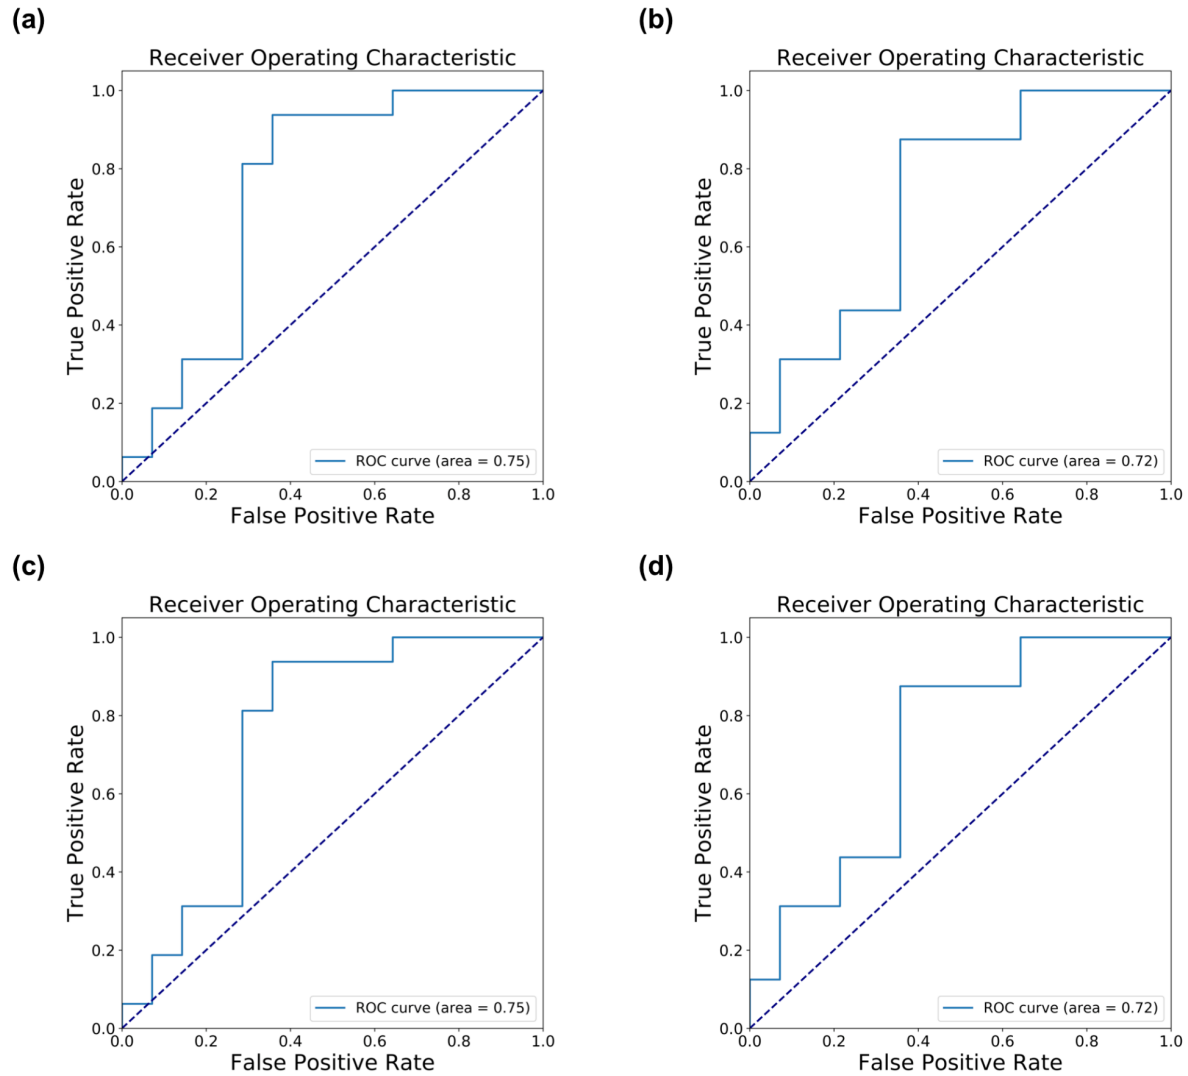 (a)
Receiver Operating Characteristic
1.0
0.8
0.6
0.4
0.2
0.0
True Positive Rate
ROC curve (area = 0.75)
0.0 0.2 0.4 0.6 0.8 1.0
False Positive Rate
(b)
Receiver Operating Characteristic
1.0
0.8
0.6
0.4
0.2
0.0
True Positive Rate
ROC curve (area = 0.72)
0.0 0.2 0.4 0.6 0.8 1.0
False Positive Rate
(c)
Receiver Operating Characteristic
1.0
0.8
0.6
0.4
0.2
0.0
True Positive Rate
ROC curve (area = 0.75)
0.0 0.2 0.4 0.6 0.8 1.0
False Positive Rate
(d)
Receiver Operating Characteristic
1.0
0.8
0.6
0.4
0.2
0.0
True Positive Rate
ROC curve (area = 0.72)
0.0 0.2 0.4 0.6 0.8 1.0
False Positive Rate